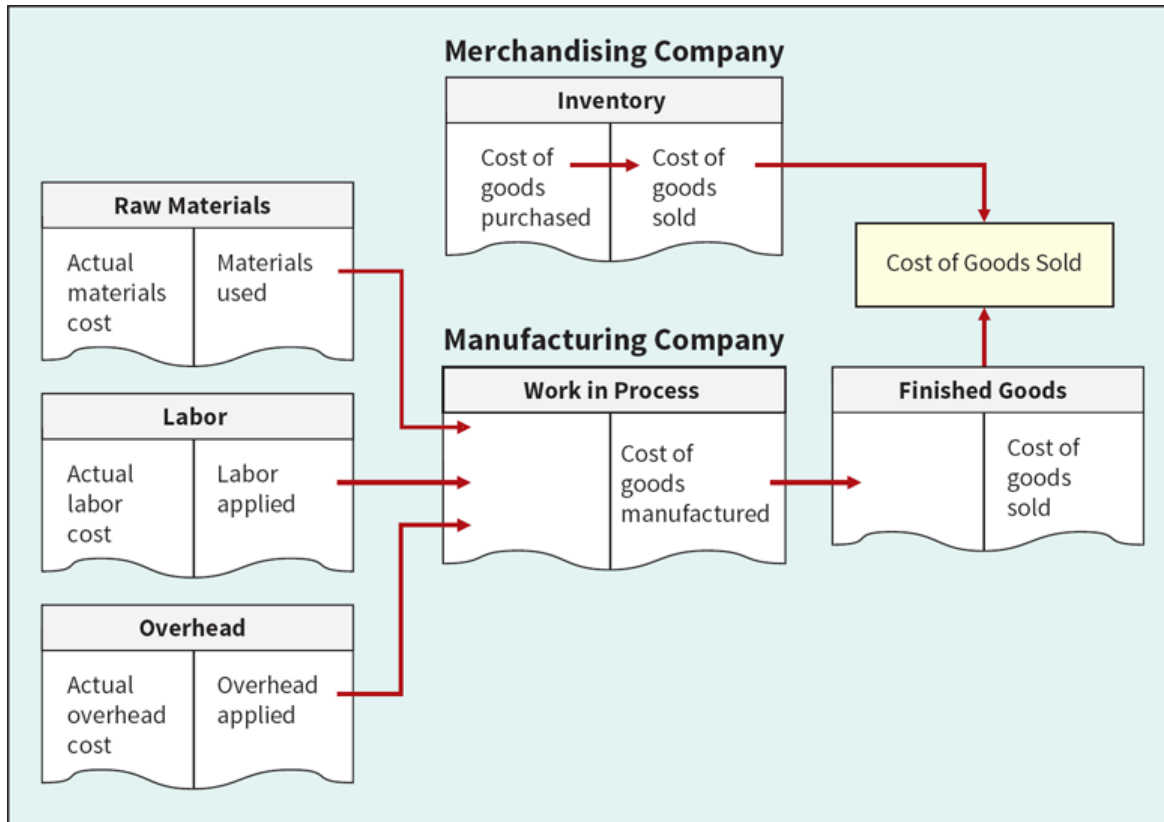 Merchandising Company
Inventory
Cost of
goods
purchased
Cost of
goods
sold
Cost of Goods Sold
Raw Materials
Actual
materials
cost
Materials
used
Labor
Actual
labor
cost
Labor
applied
Overhead
Actual
overhead
cost
Overhead
applied
Manufacturing Company
Work in Process
Cost of
goods
manufactured
Finished Goods
Cost of
goods
sold